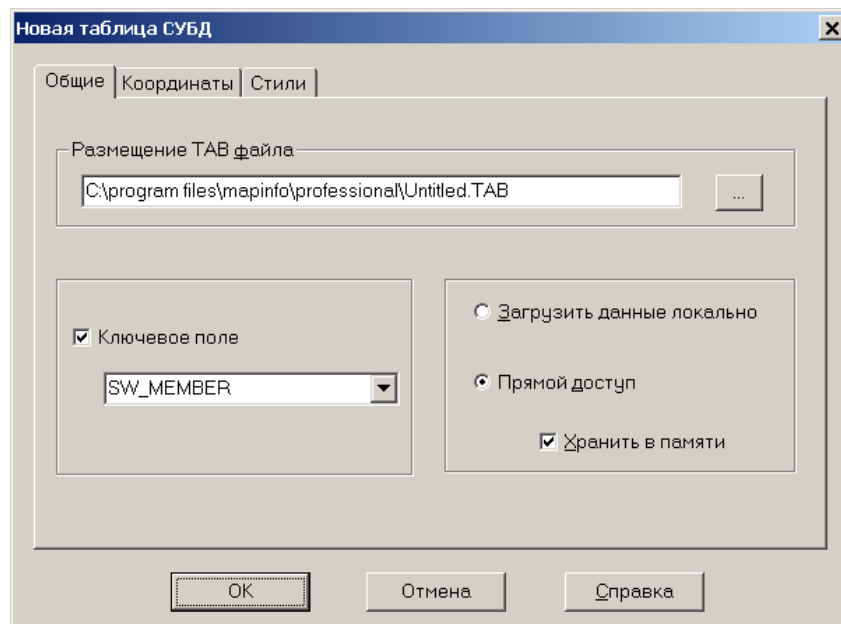 Новая таблица СУБД
Общие Координаты Стили
Размещение TAB файла
C:\program files\mapinfo\professional\Untitled.TAB
...
Ключевое поле
SW_MEMBER
Загрузить данные локально
Прямой доступ
Хранить в памяти
OK Отмена Справка